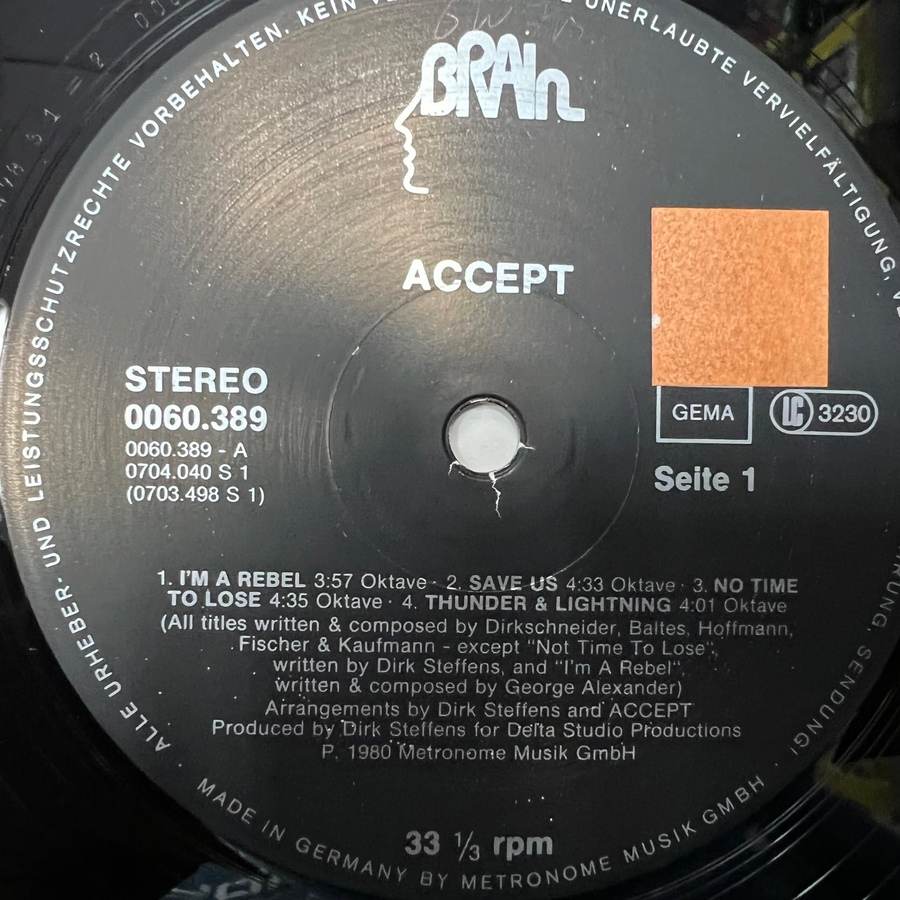 BRAIN
ACCEPT
STEREO
0060.389
0060.389 - A
0704.040 S 1
(0703.498 S 1)
GEMA
LC 3230
Seite 1
1. I'M A REBEL 3:57 Oktave · 2. SAVE US 4:33 Oktave · 3. NO TIME
TO LOSE 4:35 Oktave · 4. THUNDER & LIGHTNING 4:01 Oktave
(All titles written & composed by Dirkschneider, Baltes, Hoffmann,
Fischer & Kaufmann - except "Not Time To Lose",
written by Dirk Steffens, and "I'm A Rebel"
written & composed by George Alexander)
Arrangements by Dirk Steffens and ACCEPT
Produced by Dirk Steffens for Delta Studio Productions
P. 1980 Metronome Musik GmbH
33 1/3 rpm
ALLE URHEBER- UND LEISTUNGSSCHUTZRECHTE VORBEHALTEN. KEIN UNERLAUBTE VERVIELFÄLTIGUNG, SENDUNG!
MADE IN GERMANY BY METRONOME MUSIK GMBH